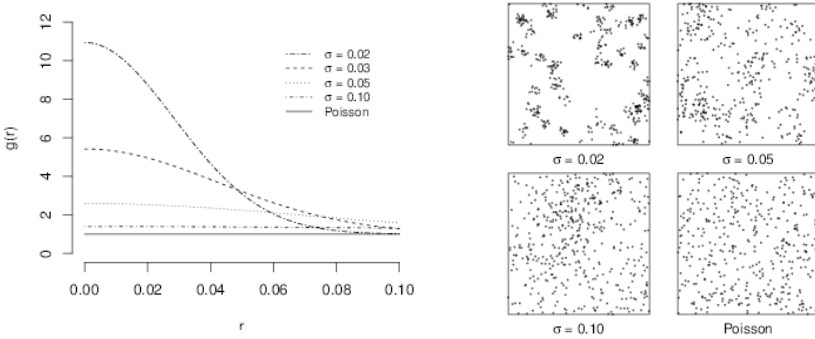 12
10
8
6
4
2
0
g(r)
0.00 0.02 0.04 0.06 0.08 0.10
r
σ = 0.02
σ = 0.03
σ = 0.05
σ = 0.10
Poisson
σ = 0.02 σ = 0.05
σ = 0.10 Poisson